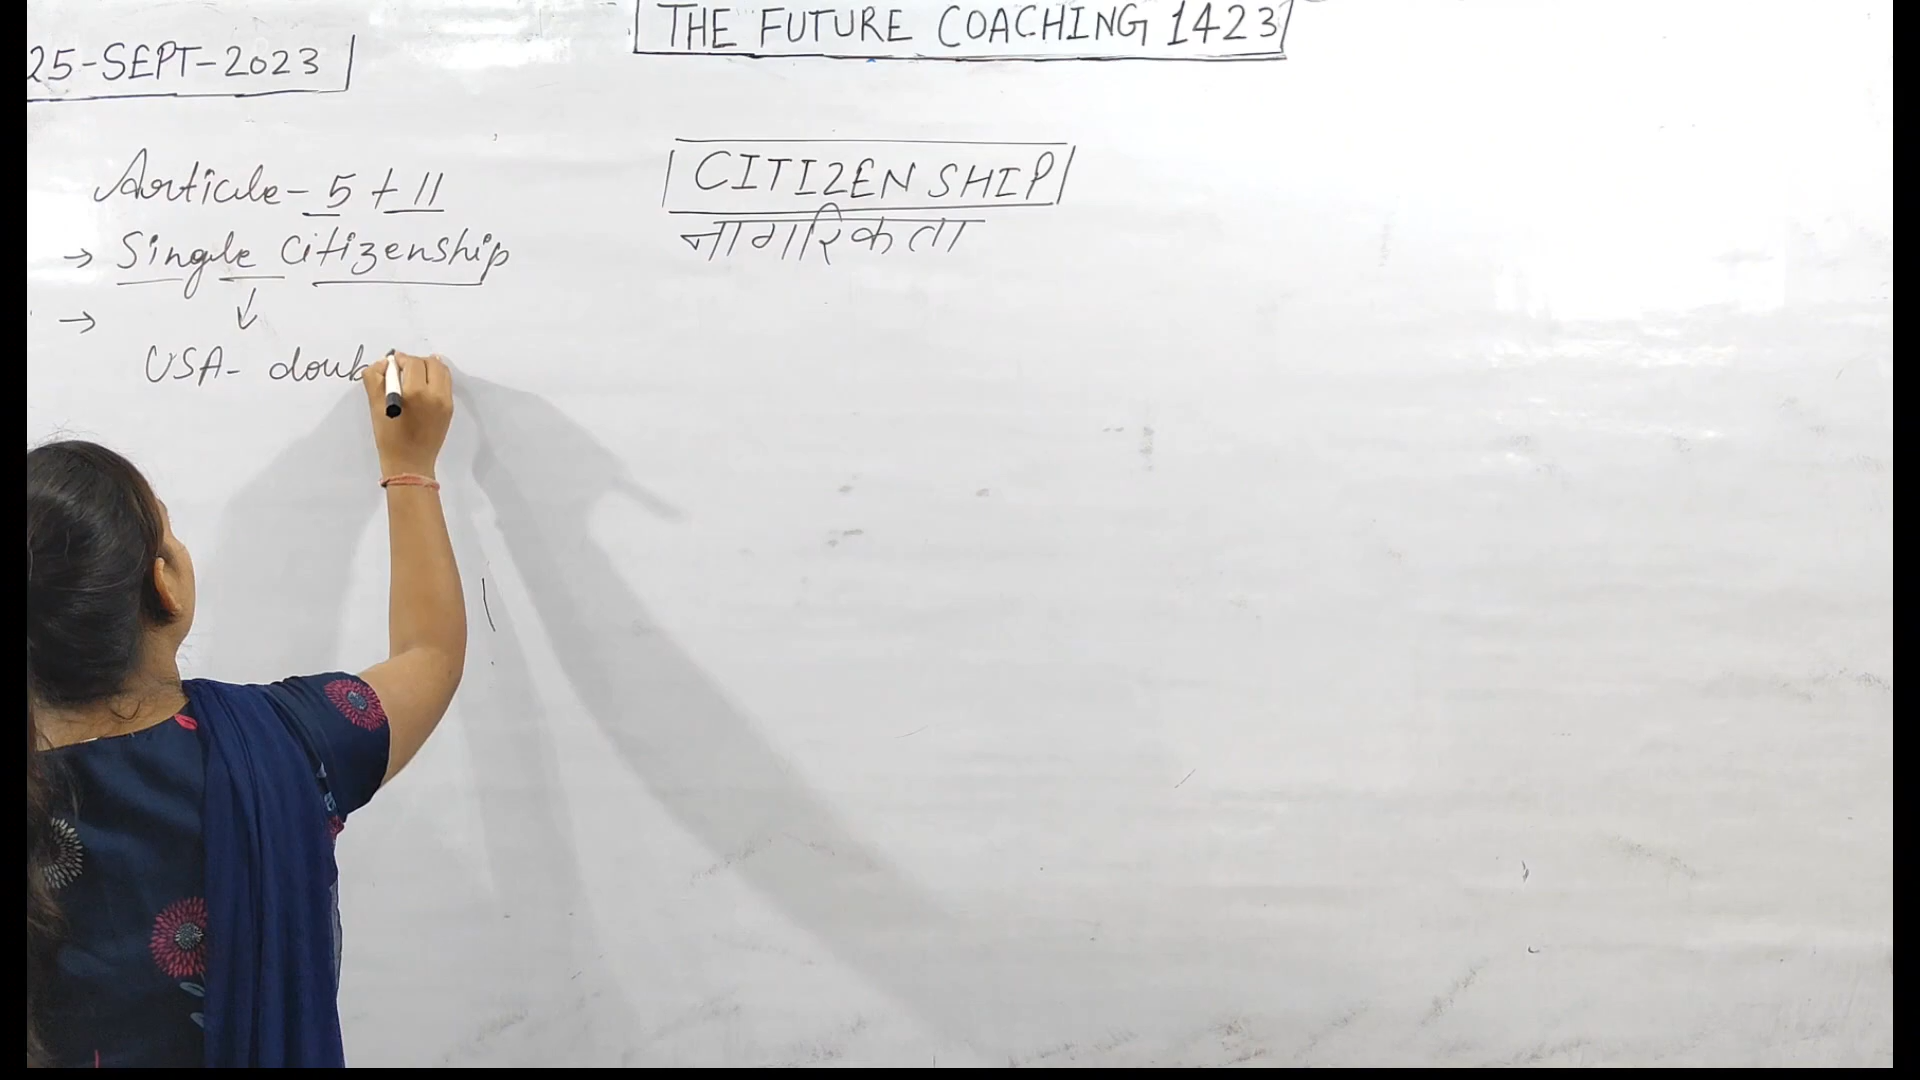 THE FUTURE COACHING 1423
25-SEPT-2023
CITIZENSHIP
नागरिकता
Article - 5 + 11
→ Single Citizenship
↓
→
USA - doub